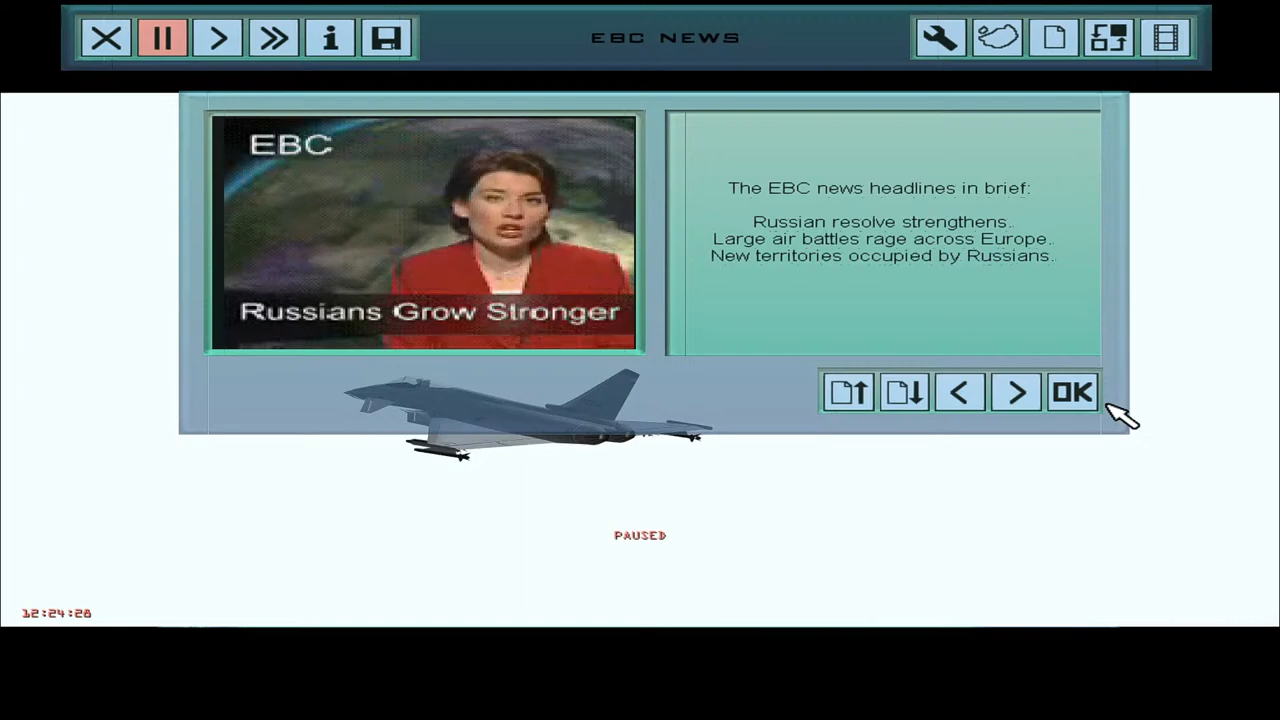 EBC NEWS
EBC
Russians Grow Stronger
The EBC news headlines in brief:
Russian resolve strengthens.
Large air battles rage across Europe.
New territories occupied by Russians.
OK
PAUSED
12:24:28